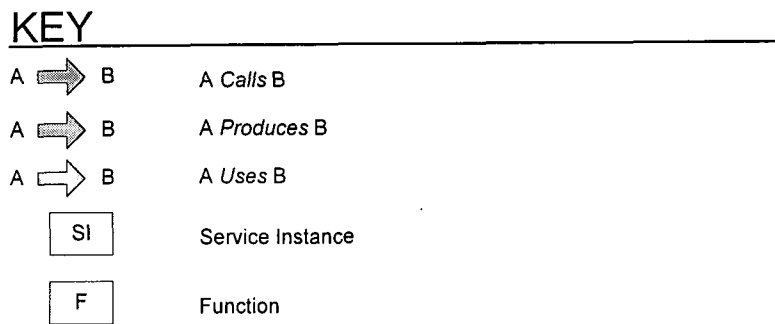 KEY
A B A Calls B
A B A Produces B
A B A Uses B
SI Service Instance
F Function